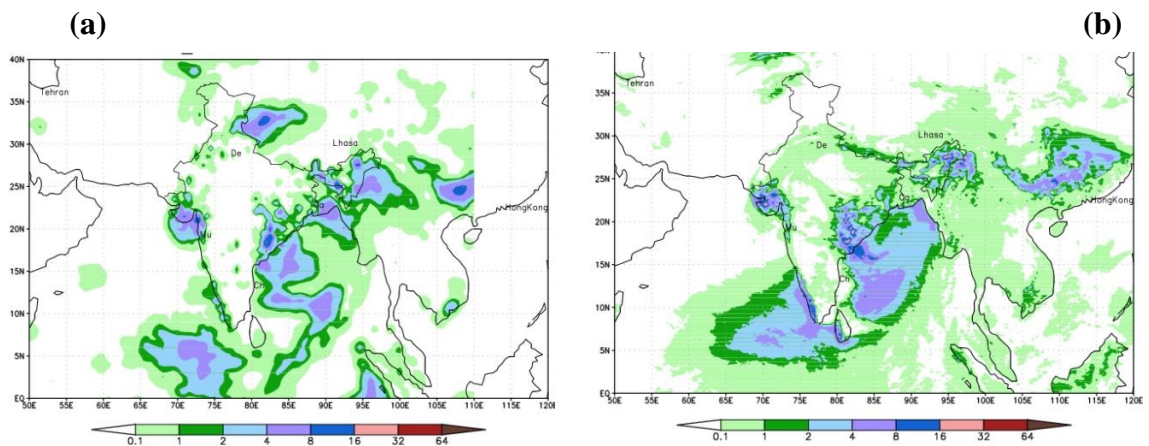 (a) (b)
40N
35N
30N
25N
20N
15N
10N
5N
EQ
50E 55E 60E 65E 70E 75E 80E 85E 90E 95E 100E 105E 110E 115E 120E
Tehran
De
Lhasa
Mu
Ch
HongKong
0.1 1 2 4 8 16 32 64
40N
35N
30N
25N
20N
15N
10N
5N
EQ
50E 55E 60E 65E 70E 75E 80E 85E 90E 95E 100E 105E 110E 115E 120E
Tehran
De
Lhasa
Ch
HongKong
0.1 1 2 4 8 16 32 64